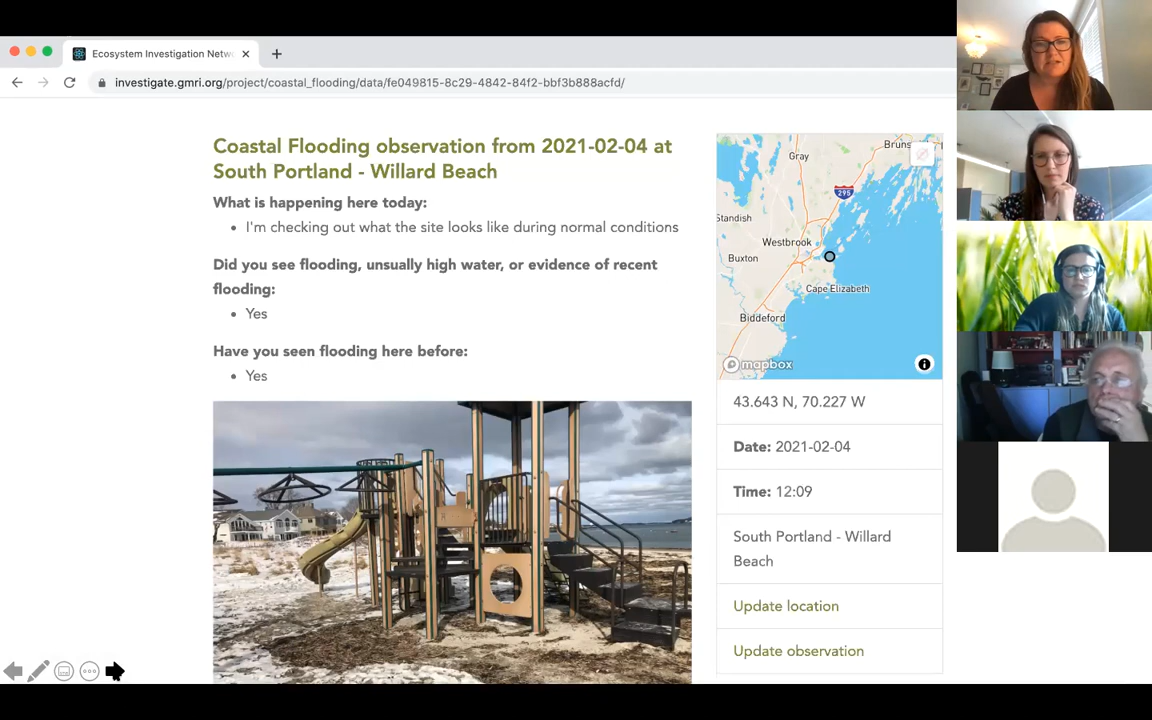 Ecosystem Investigation Netw
investigate.gmri.org/project/coastal_flooding/data/fe049815-8c29-4842-84f2-bbf3b888acfd/
Coastal Flooding observation from 2021-02-04 at
South Portland - Willard Beach
What is happening here today:
• I'm checking out what the site looks like during normal conditions
Did you see flooding, unsually high water, or evidence of recent
flooding:
• Yes
Have you seen flooding here before:
• Yes
Gray
Bruns
295
Standish
Westbrook
Buxton
Cape Elizabeth
Biddeford
mapbox
43.643 N, 70.227 W
Date: 2021-02-04
Time: 12:09
South Portland - Willard
Beach
Update location
Update observation